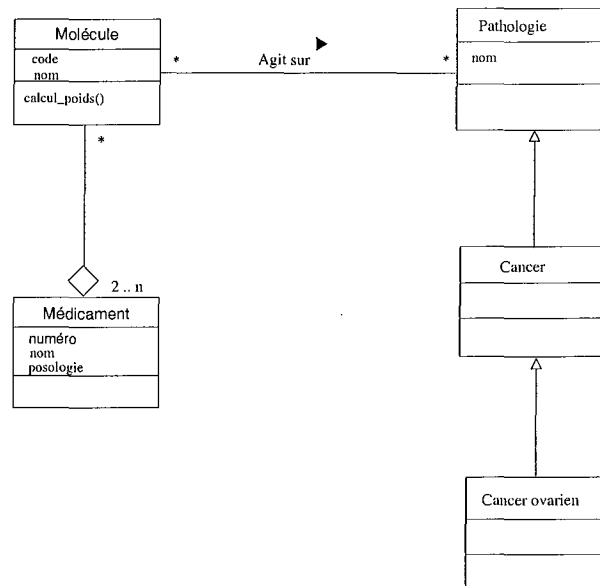 Molécule
code
nom
calcul_poids()
*
Agit sur
*
Pathologie
nom
*
2 .. n
Médicament
numéro
nom
posologie
Cancer
Cancer ovarien